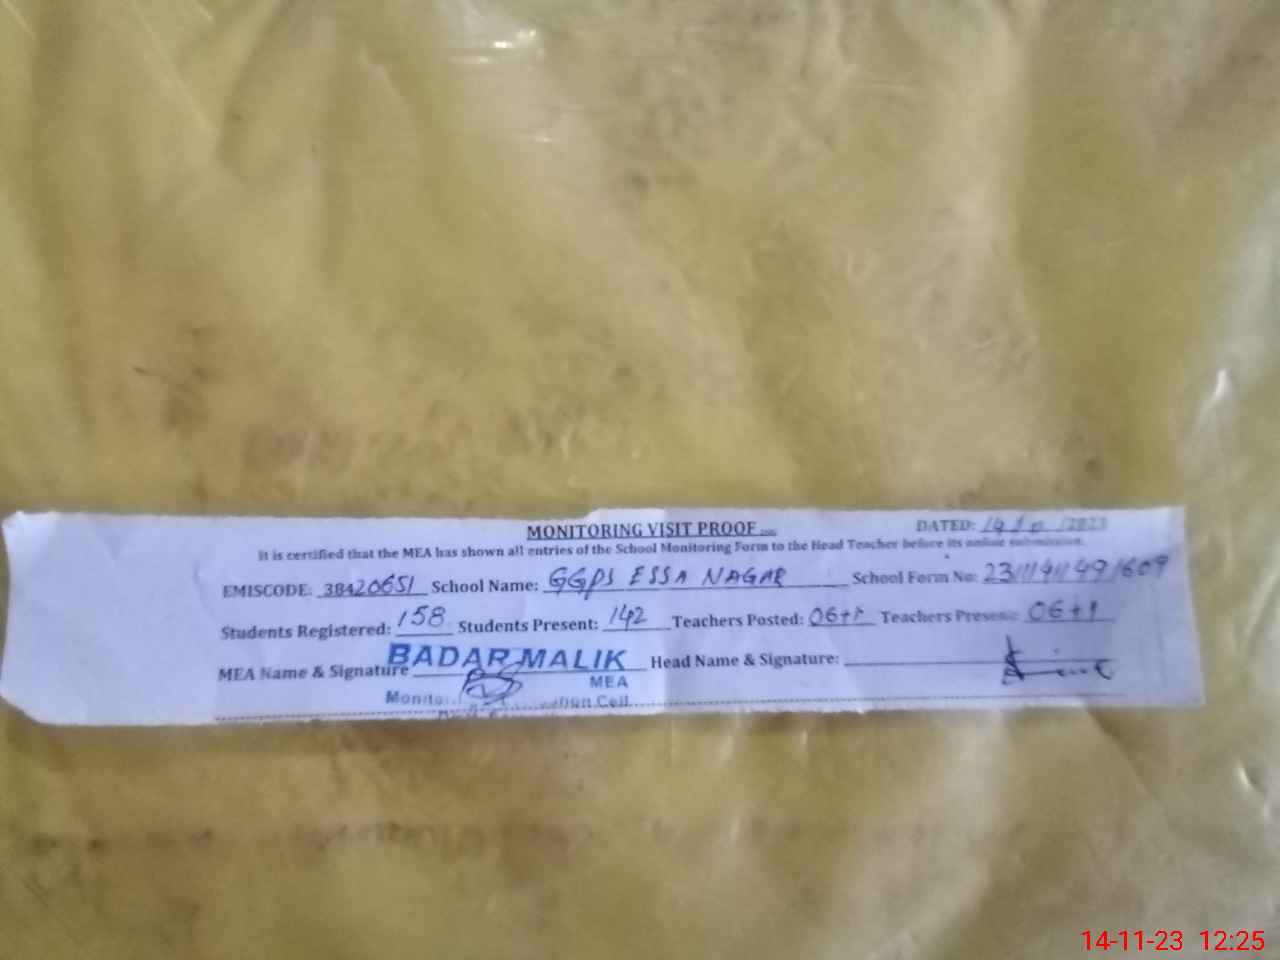 MONITORING VISIT PROOF DATED: 14 / 11 /2023
It is certified that the MEA has shown all entries of the School Monitoring Form to the Head Teacher before its online submission.
EMISCODE: 38420651 School Name: GGPS ESSA NAGAR School Form No: 23111411491609
Students Registered: 158 Students Present: 142 Teachers Posted: 06+1 Teachers Present: 06+1
MEA Name & Signature BADAR MALIK Head Name & Signature:
MEA
Cell
14-11-23 12:25